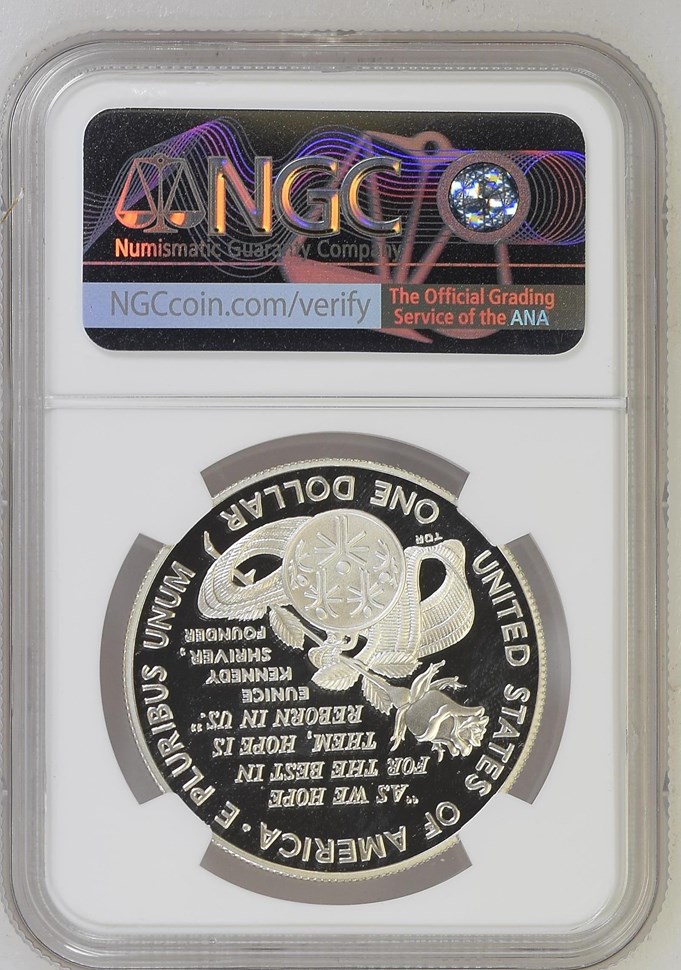 NGC
Numismatic Guaranty Company
NGCcoin.com/verify
The Official Grading
Service of the ANA
UNITED STATES OF AMERICA • E PLURIBUS UNUM
"AS WE HOPE
FOR THE BEST IN
THEM, HOPE IS
REBORN IN US."
EUNICE
KENNEDY
SHRIVER,
FOUNDER
TDR
ONE DOLLAR